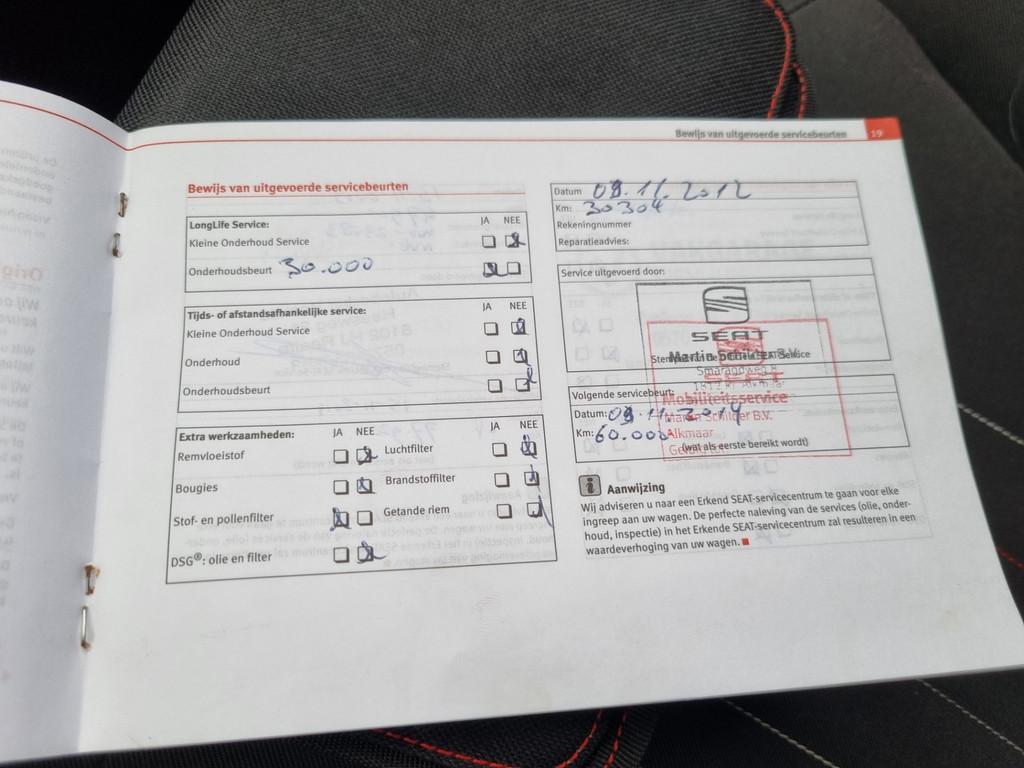 Bewijs van uitgevoerde servicebeurten 19
Bewijs van uitgevoerde servicebeurten
LongLife Service: JA NEE
Kleine Onderhoud Service
Onderhoudsbeurt 30.000
Tijds- of afstandsafhankelijke service: JA NEE
Kleine Onderhoud Service
Onderhoud
Onderhoudsbeurt
Extra werkzaamheden: JA NEE JA NEE
Remvloeistof Luchtfilter
Bougies Brandstoffilter
Stof- en pollenfilter Getande riem
DSG®: olie en filter
Datum 09.11.2012
Km: 30304
Rekeningnummer
Reparatieadvies:
Service uitgevoerd door:
SEAT
Martin Schilder B.V.
Smaragdweg
Alkmaar
Volgende servicebeurt:
Mobiliteitsservice
Datum: 09.11.2014
Martin Schilder B.V.
Km: 60.000
Alkmaar
(wat als eerste bereikt wordt)
Aanwijzing
Wij adviseren u naar een Erkend SEAT-servicecentrum te gaan voor elke
ingreep aan uw wagen. De perfecte naleving van de services (olie, onder-
houd, inspectie) in het Erkende SEAT-servicecentrum zal resulteren in een
waardeverhoging van uw wagen.